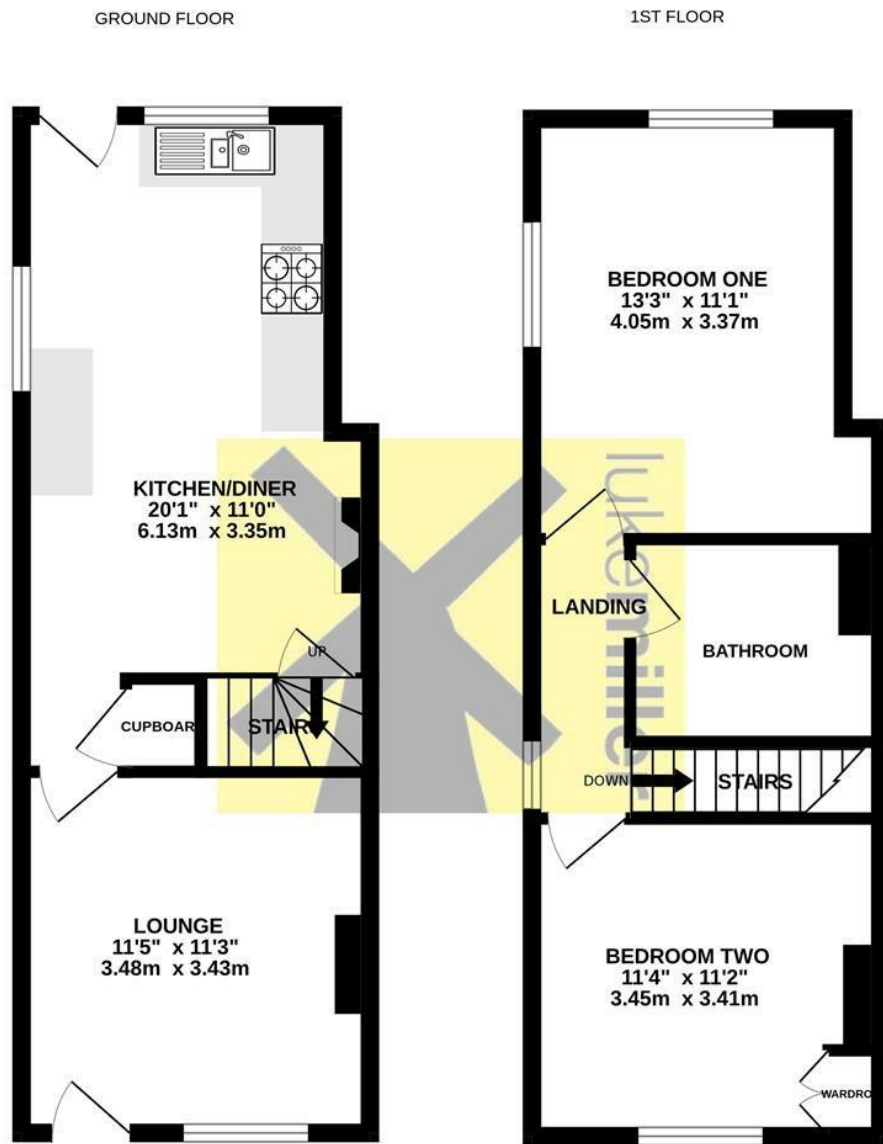 GROUND FLOOR
KITCHEN/DINER
20'1" x 11'0"
6.13m x 3.35m
UP
CUPBOAR
STAIRS
LOUNGE
11'5" x 11'3"
3.48m x 3.43m
1ST FLOOR
BEDROOM ONE
13'3" x 11'1"
4.05m x 3.37m
LANDING
BATHROOM
DOWN
STAIRS
BEDROOM TWO
11'4" x 11'2"
3.45m x 3.41m
WARDRO
lukemiller